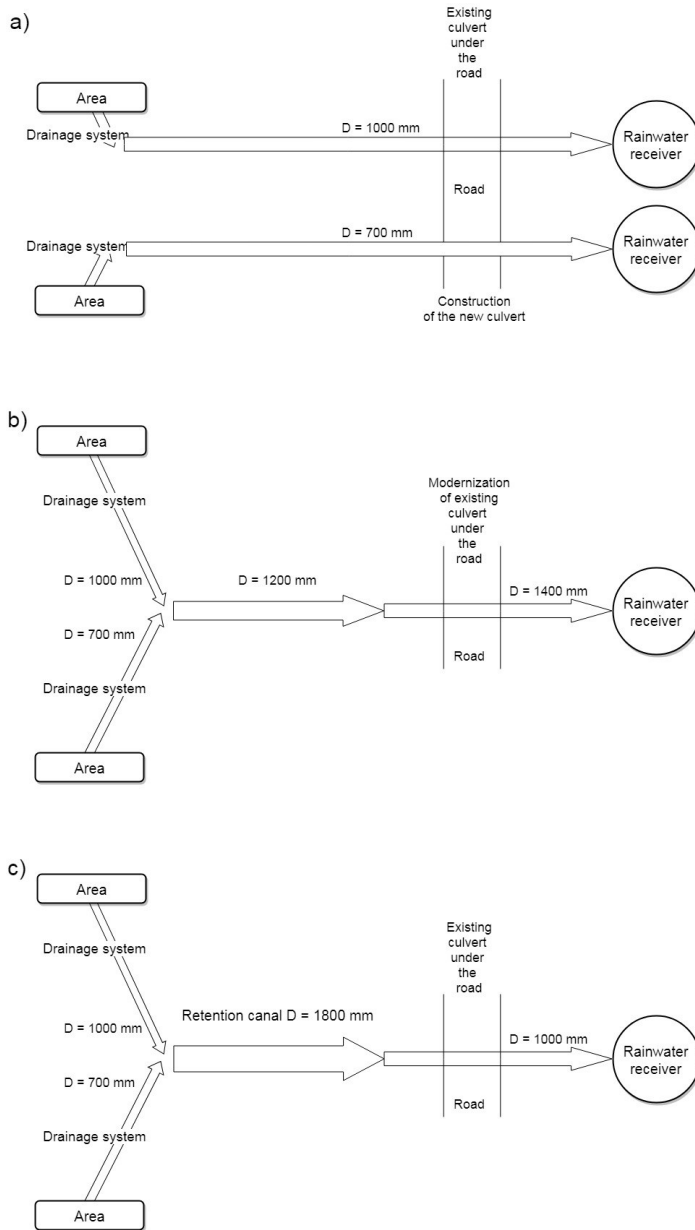 a)
Existing
culvert
under
the
road
Area
Drainage system
D = 1000 mm
Rainwater
receiver
Road
Drainage system
D = 700 mm
Rainwater
receiver
Area
Construction
of the new culvert
b)
Area
Modernization
of existing
culvert
under
the
road
Drainage system
D = 1000 mm
D = 1200 mm
D = 1400 mm
Rainwater
receiver
D = 700 mm
Road
Drainage system
Area
c)
Area
Existing
culvert
under
the
road
Drainage system
Retention canal D = 1800 mm
D = 1000 mm
D = 1000 mm
Rainwater
receiver
D = 700 mm
Road
Drainage system
Area